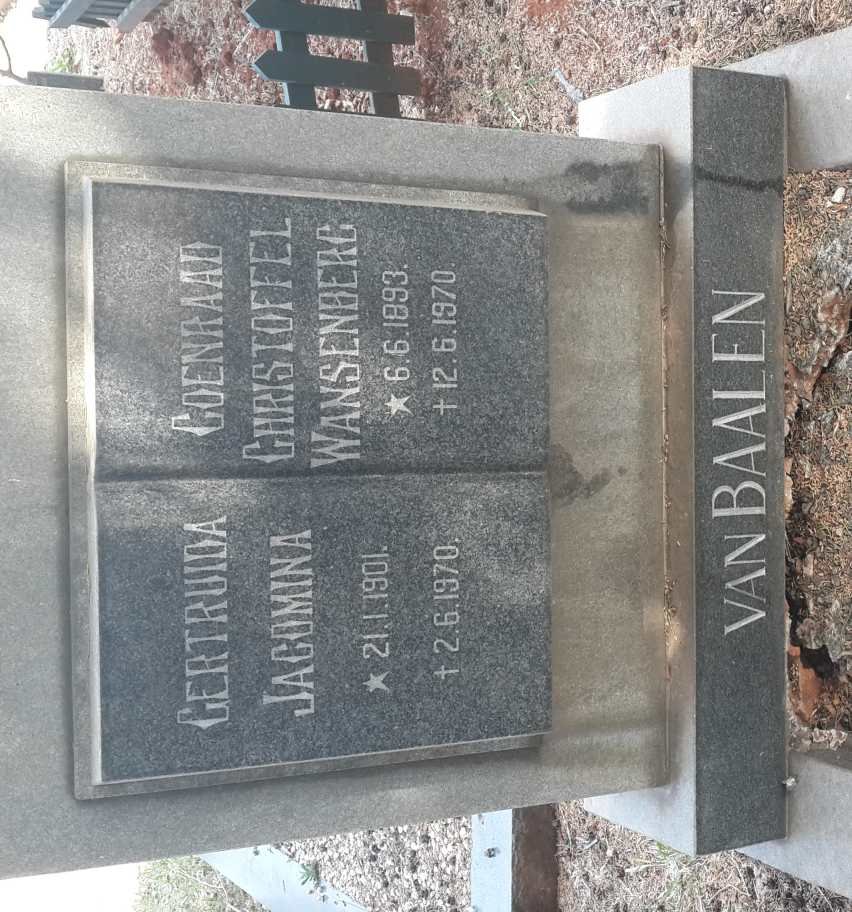 GERTRUIDA
JACOMINA
★ 21.1.1901.
† 2.6.1970.
COENRAAD
CHRISTOFFEL
WANSENBERG
★ 6.6.1893.
† 12.6.1970.
VAN BAALEN